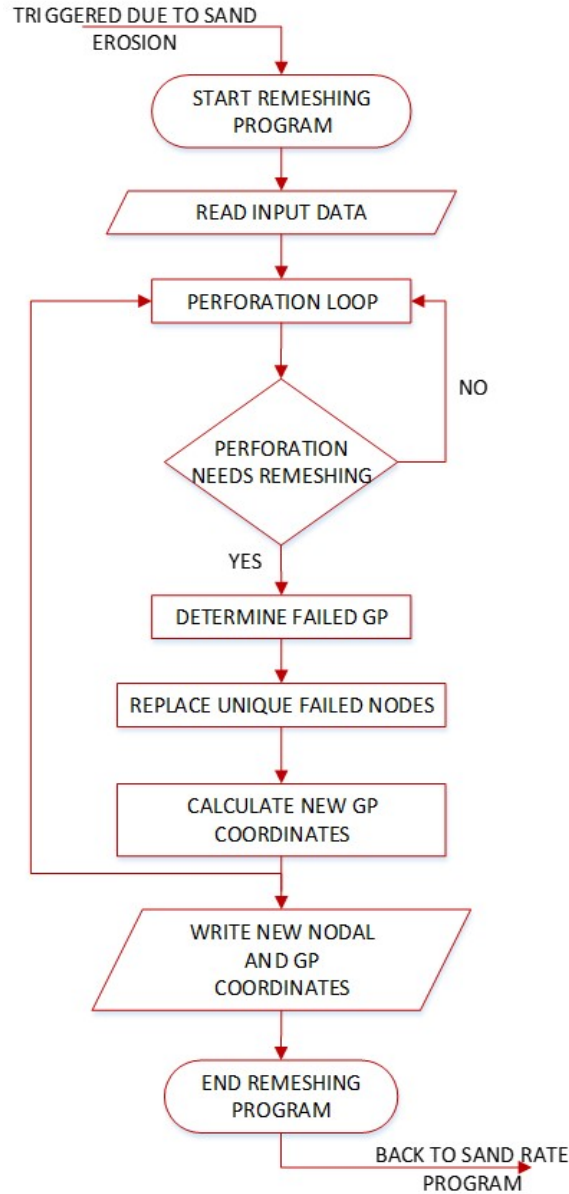 TRIGGERED DUE TO SAND
EROSION
START REMESHING
PROGRAM
READ INPUT DATA
PERFORATION LOOP
NO
PERFORATION
NEEDS REMESHING
YES
DETERMINE FAILED GP
REPLACE UNIQUE FAILED NODES
CALCULATE NEW GP
COORDINATES
WRITE NEW NODAL
AND GP
COORDINATES
END REMESHING
PROGRAM
BACK TO SAND RATE
PROGRAM